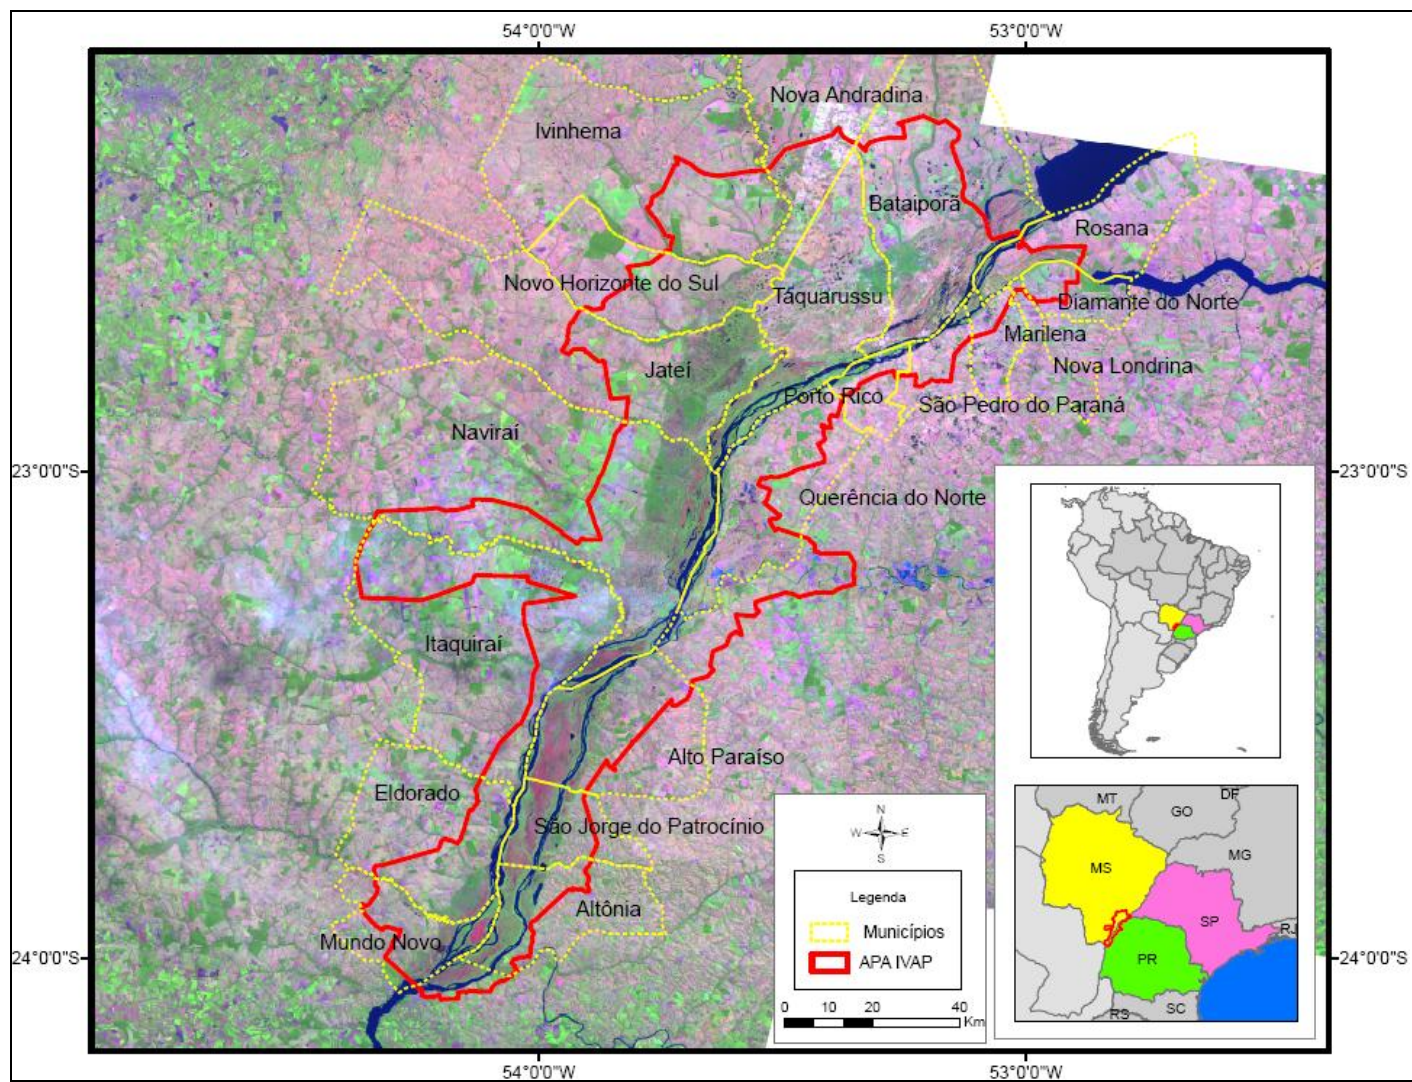 54°0'0"W
53°0'0"W
Nova Andradina
Ivinhema
Bataiporã
Rosana
Novo Horizonte do Sul
Taquarussu
Diamante do Norte
Marilena
Jateí
Nova Londrina
Porto Rico
São Pedro do Paraná
Naviraí
23°0'0"S
23°0'0"S
Querência do Norte
Itaquiraí
Alto Paraíso
Eldorado
São Jorge do Patrocínio
Altônia
Mundo Novo
24°0'0"S
24°0'0"S
N
W
E
S
Legenda
Municípios
APA IVAP
0
10
20
40
Km
MT
DF
GO
MG
MS
SP
RJ
PR
SC
RS
54°0'0"W
53°0'0"W